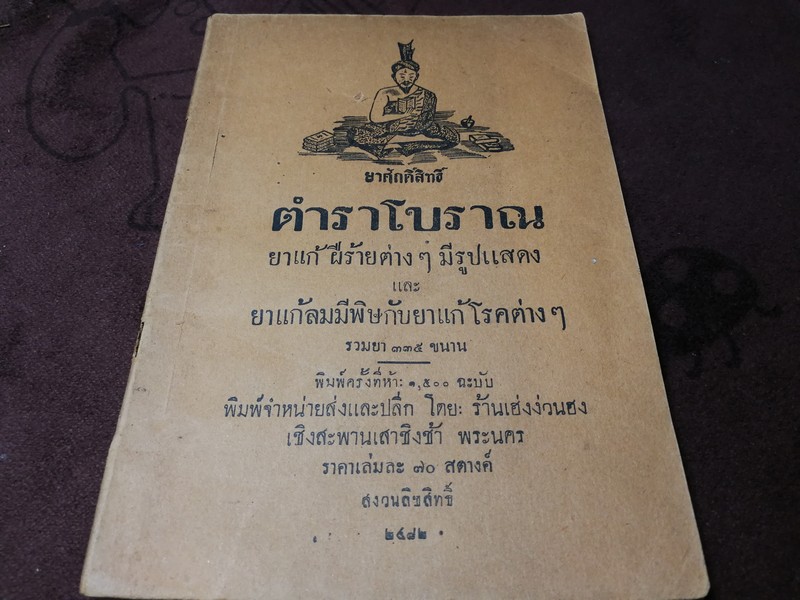 ยาศักดิ์สิทธิ์
ตำราโบราณ
ยาแก้ ฝีร้ายต่าง ๆ มีรูปแสดง
และ
ยาแก้ลมมีพิษกับยาแก้โรคต่าง ๆ
รวมยา ๓๓๕ ขนาน
พิมพ์ครั้งที่ห้า: ๑,๕๐๐ ฉะบับ
พิมพ์จำหน่ายส่งและปลีก โดย: ร้านเฮ่งง่วนฮง
เชิงสะพานเสาชิงช้า พระนคร
ราคาเล่มละ ๗๐ สตางค์
สงวนลิขสิทธิ์
๒๔๘๒